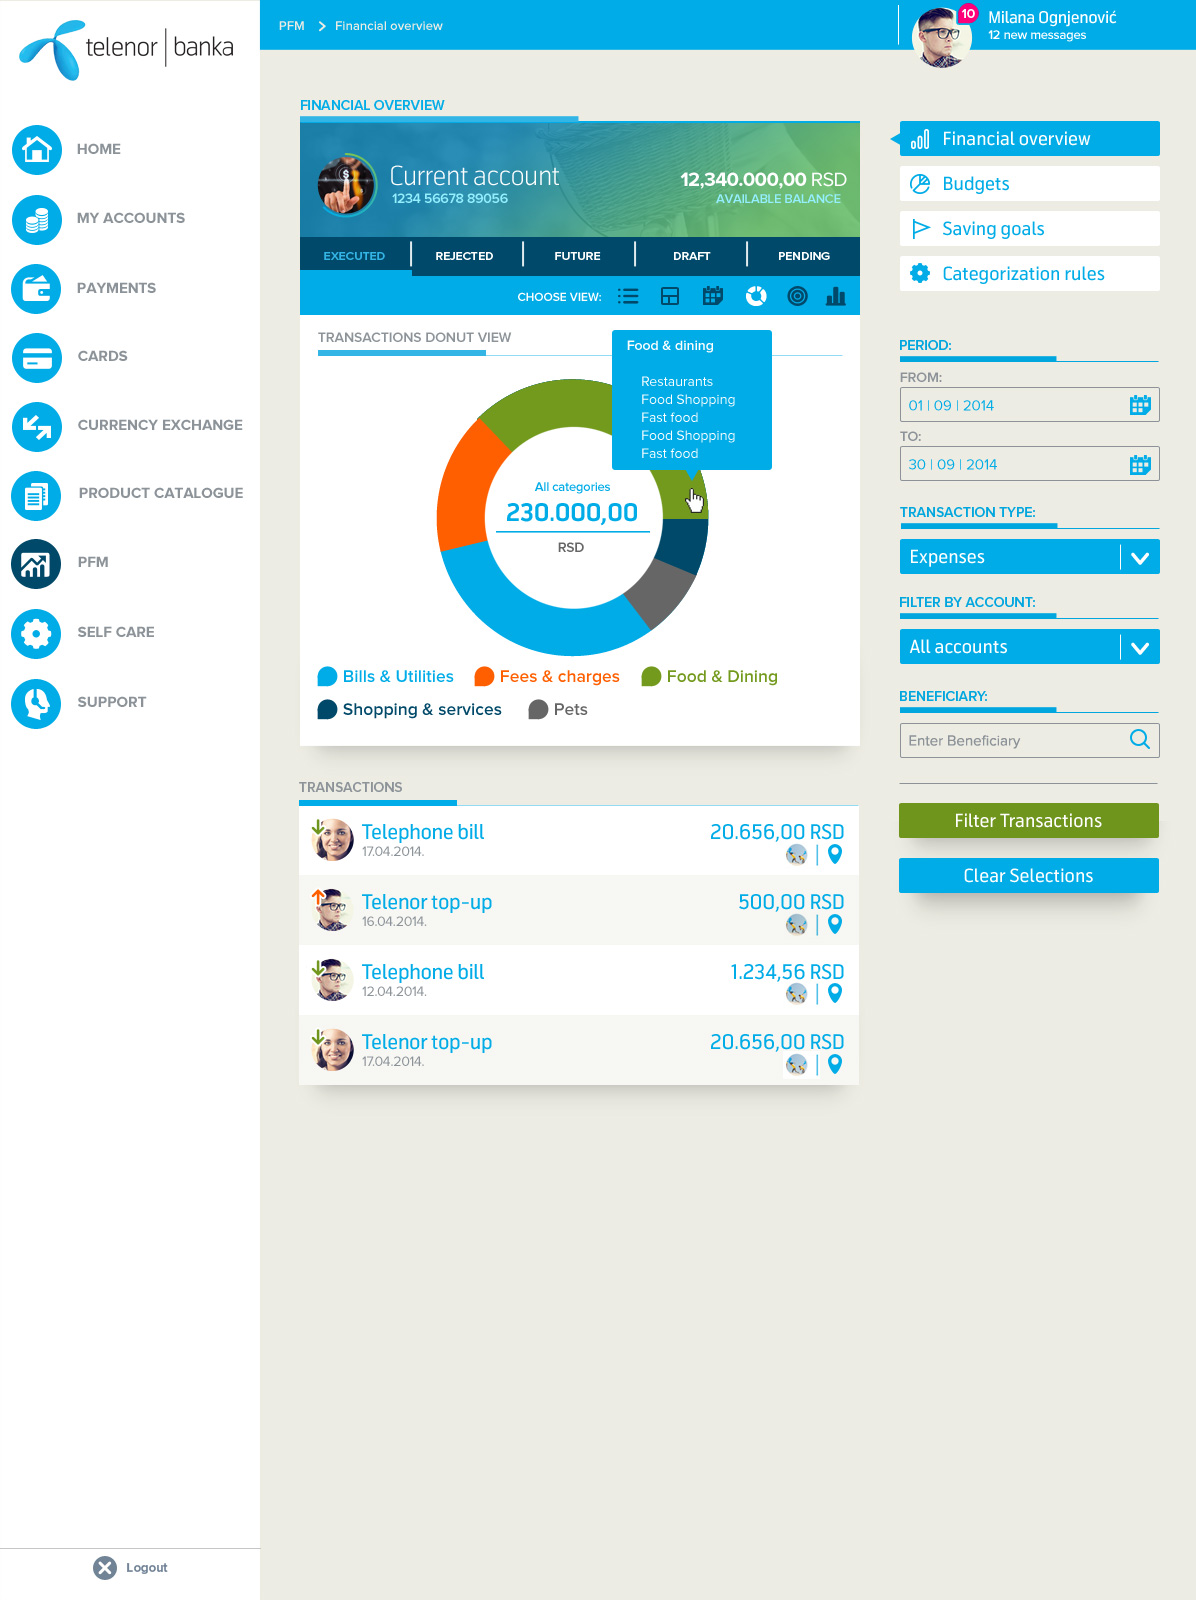 telenor | banka
PFM > Financial overview
10
Milana Ognjenović
12 new messages
HOME
MY ACCOUNTS
PAYMENTS
CARDS
CURRENCY EXCHANGE
PRODUCT CATALOGUE
PFM
SELF CARE
SUPPORT
Logout
FINANCIAL OVERVIEW
$
Current account
1234 56678 89056
12,340.000,00 RSD
AVAILABLE BALANCE
EXECUTED
REJECTED
FUTURE
DRAFT
PENDING
CHOOSE VIEW:
TRANSACTIONS DONUT VIEW
Food & dining
Restaurants
Food Shopping
Fast food
Food Shopping
Fast food
All categories
230.000,00
RSD
Bills & Utilities
Fees & charges
Food & Dining
Shopping & services
Pets
TRANSACTIONS
Telephone bill
17.04.2014.
20.656,00 RSD
Telenor top-up
16.04.2014.
500,00 RSD
Telephone bill
12.04.2014.
1.234,56 RSD
Telenor top-up
17.04.2014.
20.656,00 RSD
Financial overview
Budgets
Saving goals
Categorization rules
PERIOD:
FROM:
01 | 09 | 2014
TO:
30 | 09 | 2014
TRANSACTION TYPE:
Expenses
FILTER BY ACCOUNT:
All accounts
BENEFICIARY:
Enter Beneficiary
Filter Transactions
Clear Selections